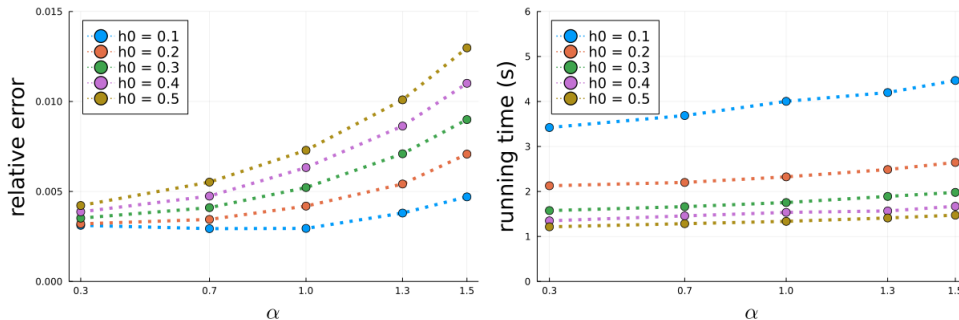 relative error
0.015
0.010
0.005
0.000
h0 = 0.1
h0 = 0.2
h0 = 0.3
h0 = 0.4
h0 = 0.5
0.3 0.7 1.0 1.3 1.5
α
running time (s)
6
5
4
3
2
1
0
h0 = 0.1
h0 = 0.2
h0 = 0.3
h0 = 0.4
h0 = 0.5
0.3 0.7 1.0 1.3 1.5
α